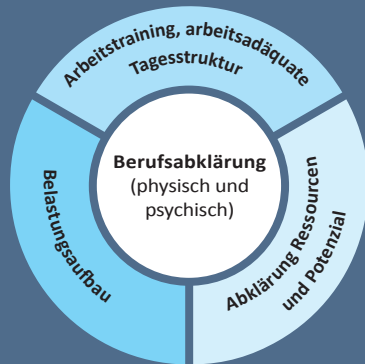 Arbeitstraining, arbeitsadäquate
Tagesstruktur
Berufsabklärung
(physisch und
psychisch)
Belastungsaufbau
Abklärung Ressourcen
und Potenzial